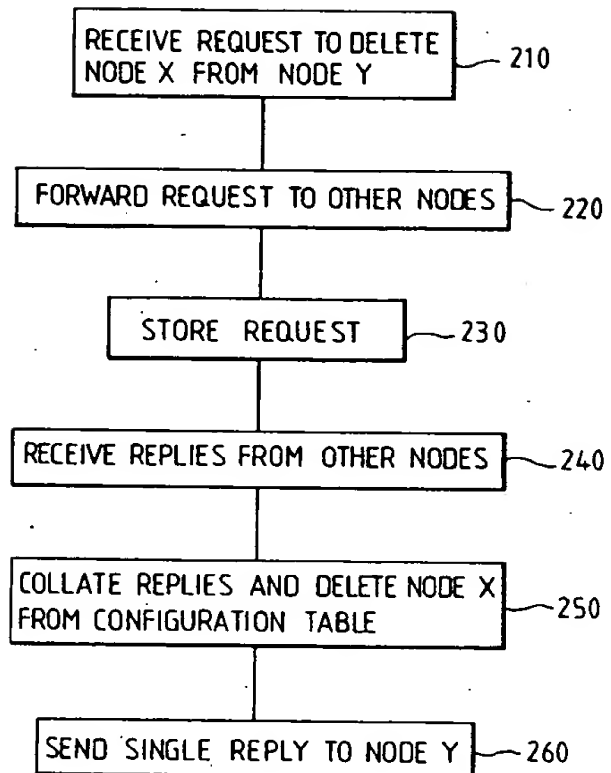 RECEIVE REQUEST TO DELETE
NODE X FROM NODE Y
210
FORWARD REQUEST TO OTHER NODES
220
STORE REQUEST
230
RECEIVE REPLIES FROM OTHER NODES
240
COLLATE REPLIES AND DELETE NODE X
FROM CONFIGURATION TABLE
250
SEND SINGLE REPLY TO NODE Y
260